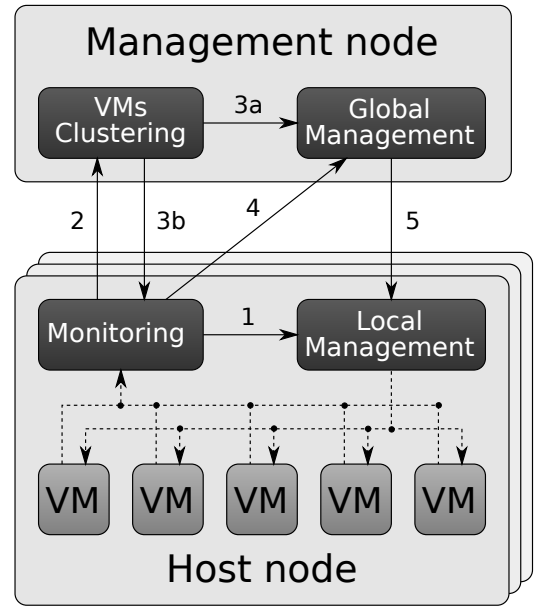 Management node
VMs
Clustering
3a
Global
Management
2
3b
4
5
Monitoring
1
Local
Management
VM
VM
VM
VM
VM
Host node